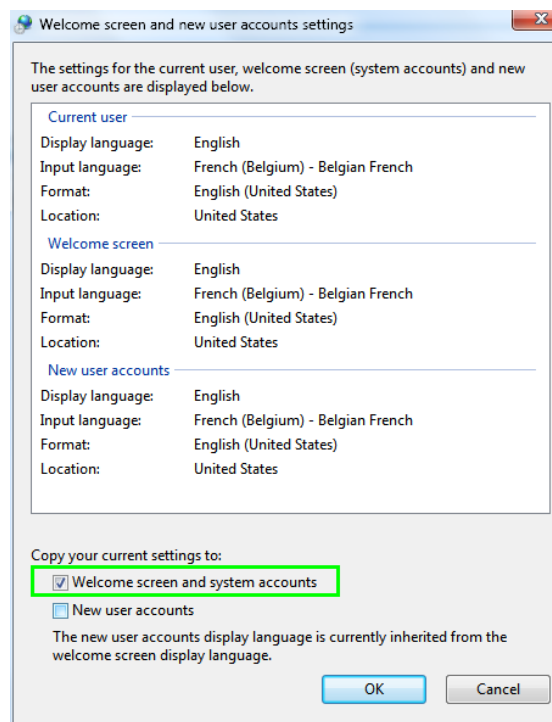 Welcome screen and new user accounts settings
The settings for the current user, welcome screen (system accounts) and new
user accounts are displayed below.
Current user
Display language: English
Input language: French (Belgium) - Belgian French
Format: English (United States)
Location: United States
Welcome screen
Display language: English
Input language: French (Belgium) - Belgian French
Format: English (United States)
Location: United States
New user accounts
Display language: English
Input language: French (Belgium) - Belgian French
Format: English (United States)
Location: United States
Copy your current settings to:
Welcome screen and system accounts
New user accounts
The new user accounts display language is currently inherited from the
welcome screen display language.
OK Cancel